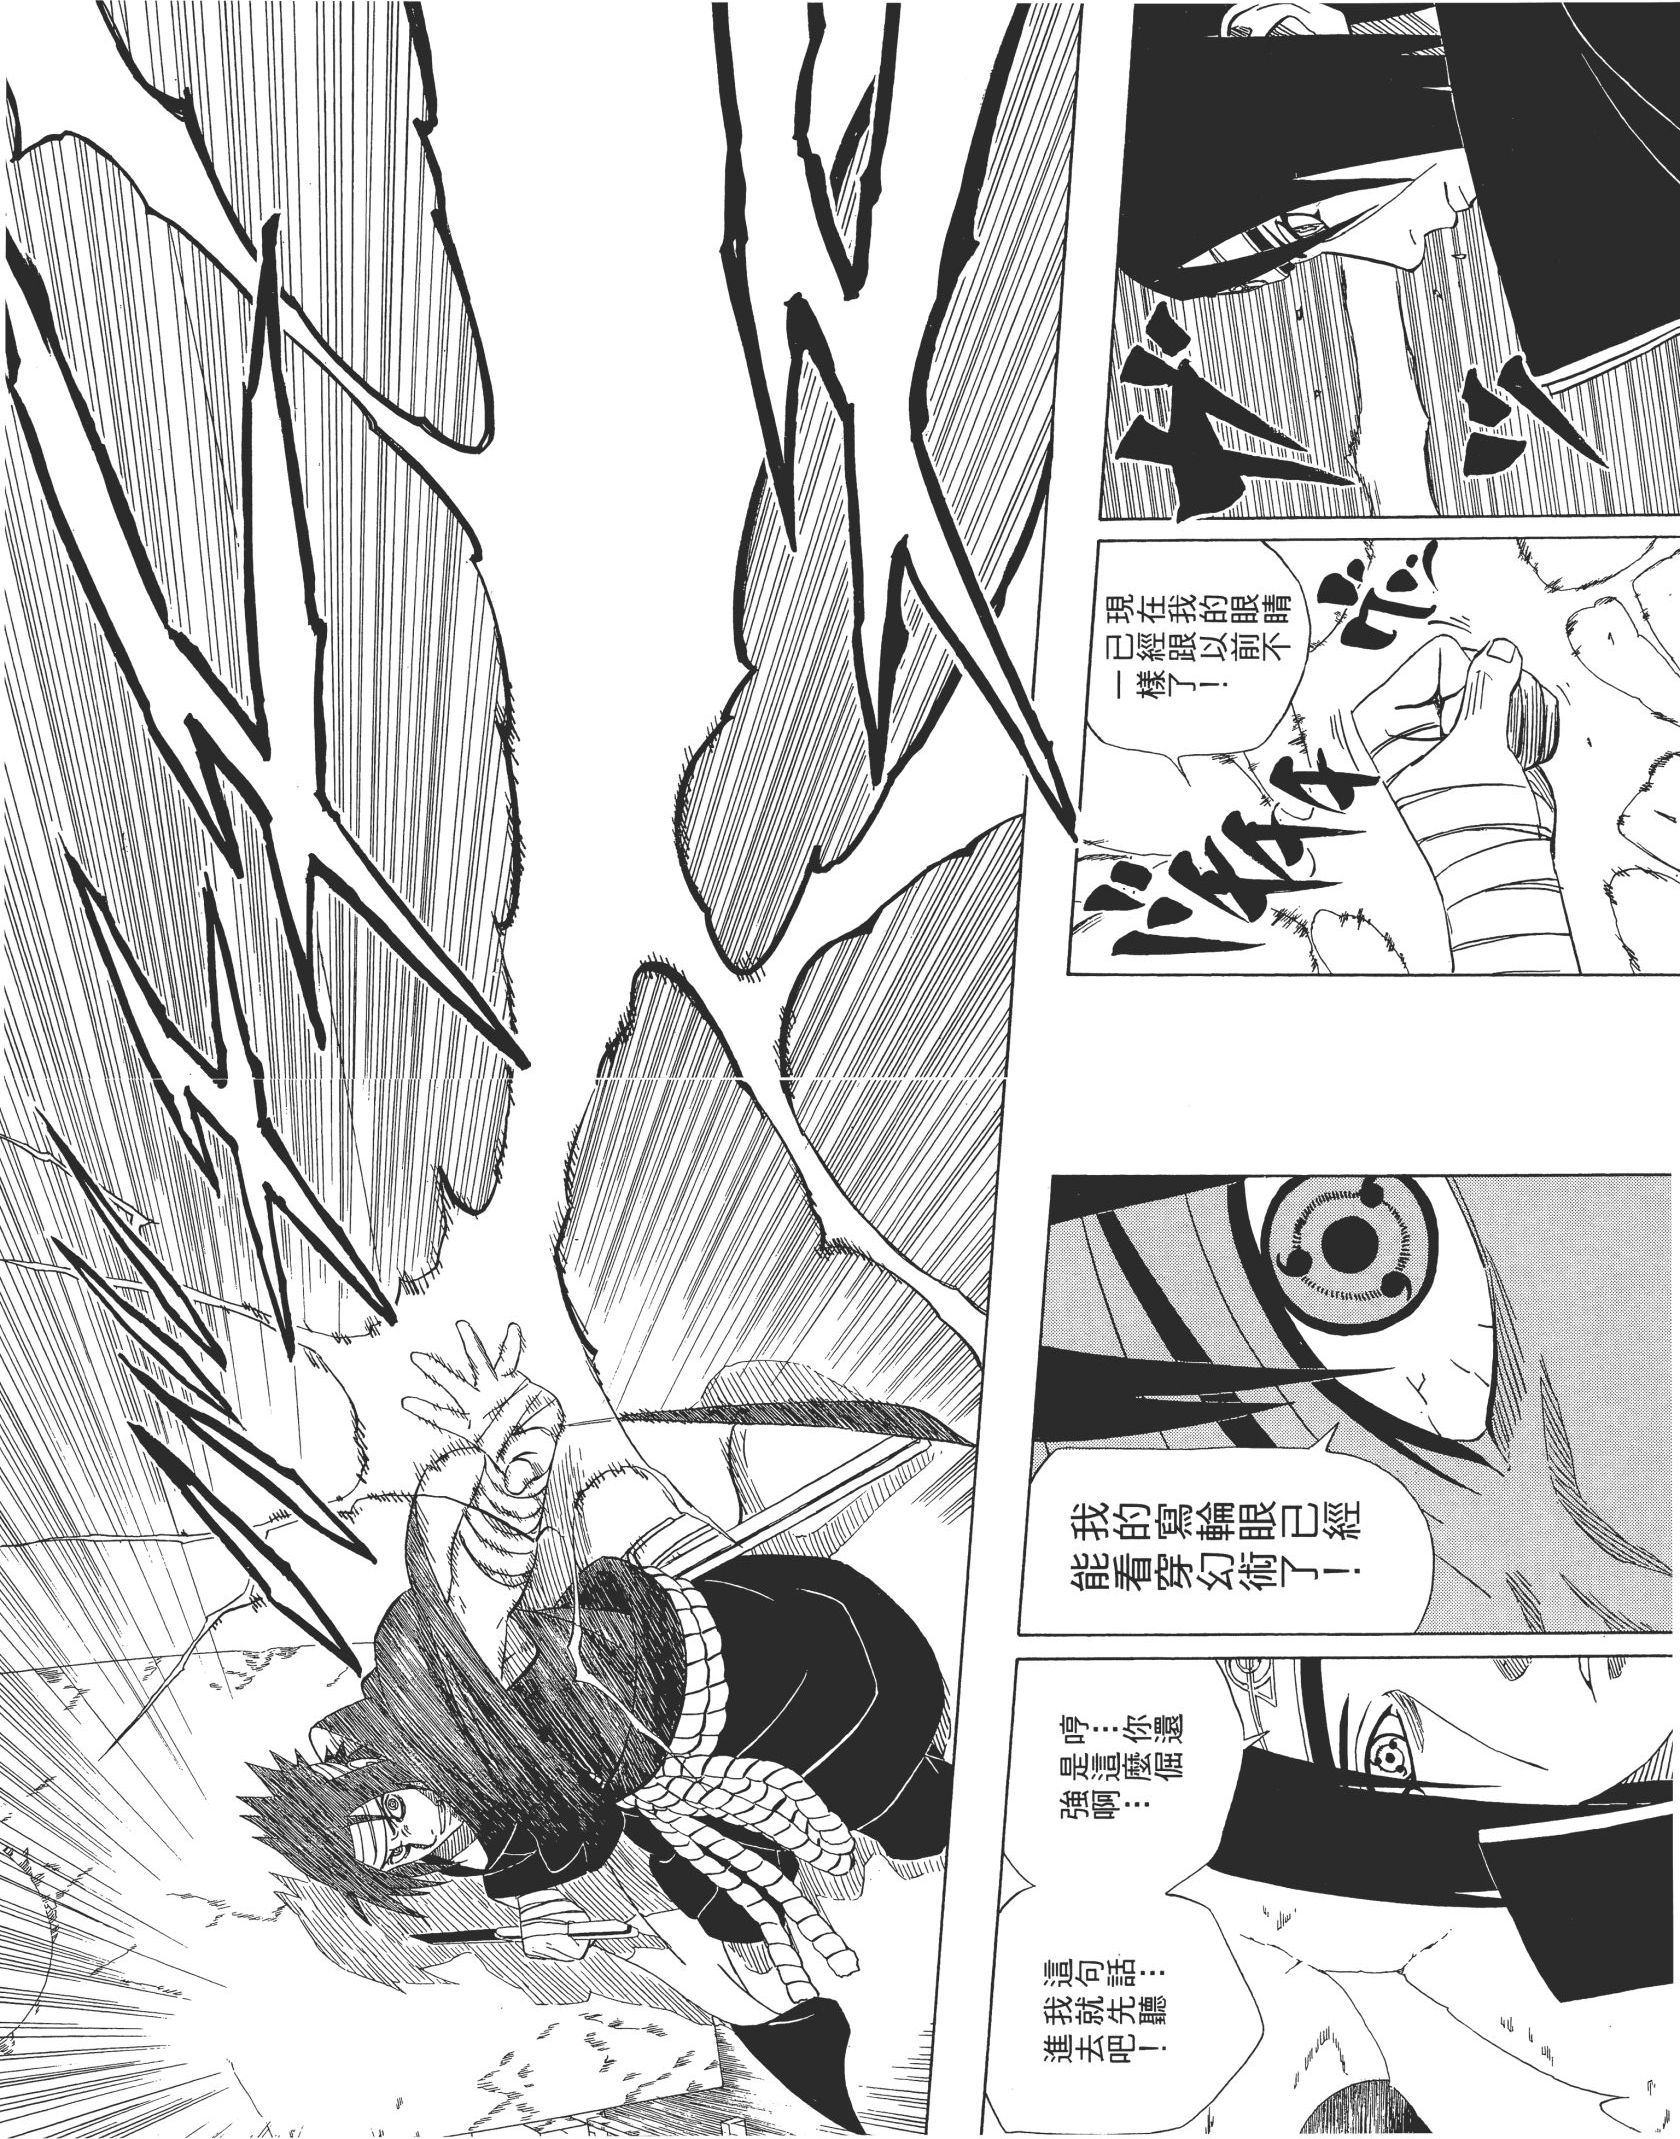 現在我的眼睛
已經跟以前不
一樣了！
我的寫輪眼已經
能看穿幻術了！
哼…你還
是這麼倔
強啊…
這句話…
我就先聽
進去吧！